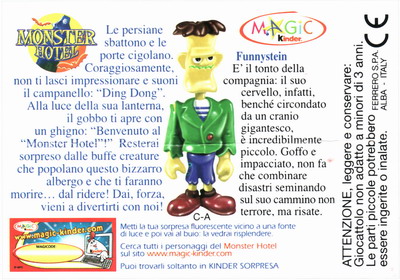 MONSTER
HOTEL
Le persiane
sbattono e le
porte cigolano.
Coraggiosamente,
non ti lasci impressionare e suoni
il campanello: “Ding Dong”.
Alla luce della sua lanterna,
il gobbo ti apre con
un ghigno: “Benvenuto al
"Monster Hotel"!” Resterai
sorpreso dalle buffe creature
che popolano questo bizzarro
albergo e che ti faranno
morire… dal ridere! Dai, forza,
vieni a divertirti con noi!
MAGiC
Kinder
Funnystein
E' il tonto della
compagnia: il suo
cervello, infatti,
benché circondato
da un cranio
gigantesco,
è incredibilmente
piccolo. Goffo e
impacciato, non fa
che combinare
disastri seminando
sul suo cammino non
terrore, ma risate.
C-A
www.magic-kinder.com
MAGICODE
Metti la tua sorpresa fluorescente vicino a una fonte
di luce e poi vai al buio: la vedrai risplendere.
Cerca tutti i personaggi del Monster Hotel
sul sito www.magic-kinder.com
Puoi trovarli soltanto in KINDER SORPRESA
ATTENZIONE, leggere e conservare:
Giocattolo non adatto a minori di 3 anni.
Le parti piccole potrebbero
essere ingerite o inalate.
FERRERO S.P.A.
ALBA - ITALY
CE